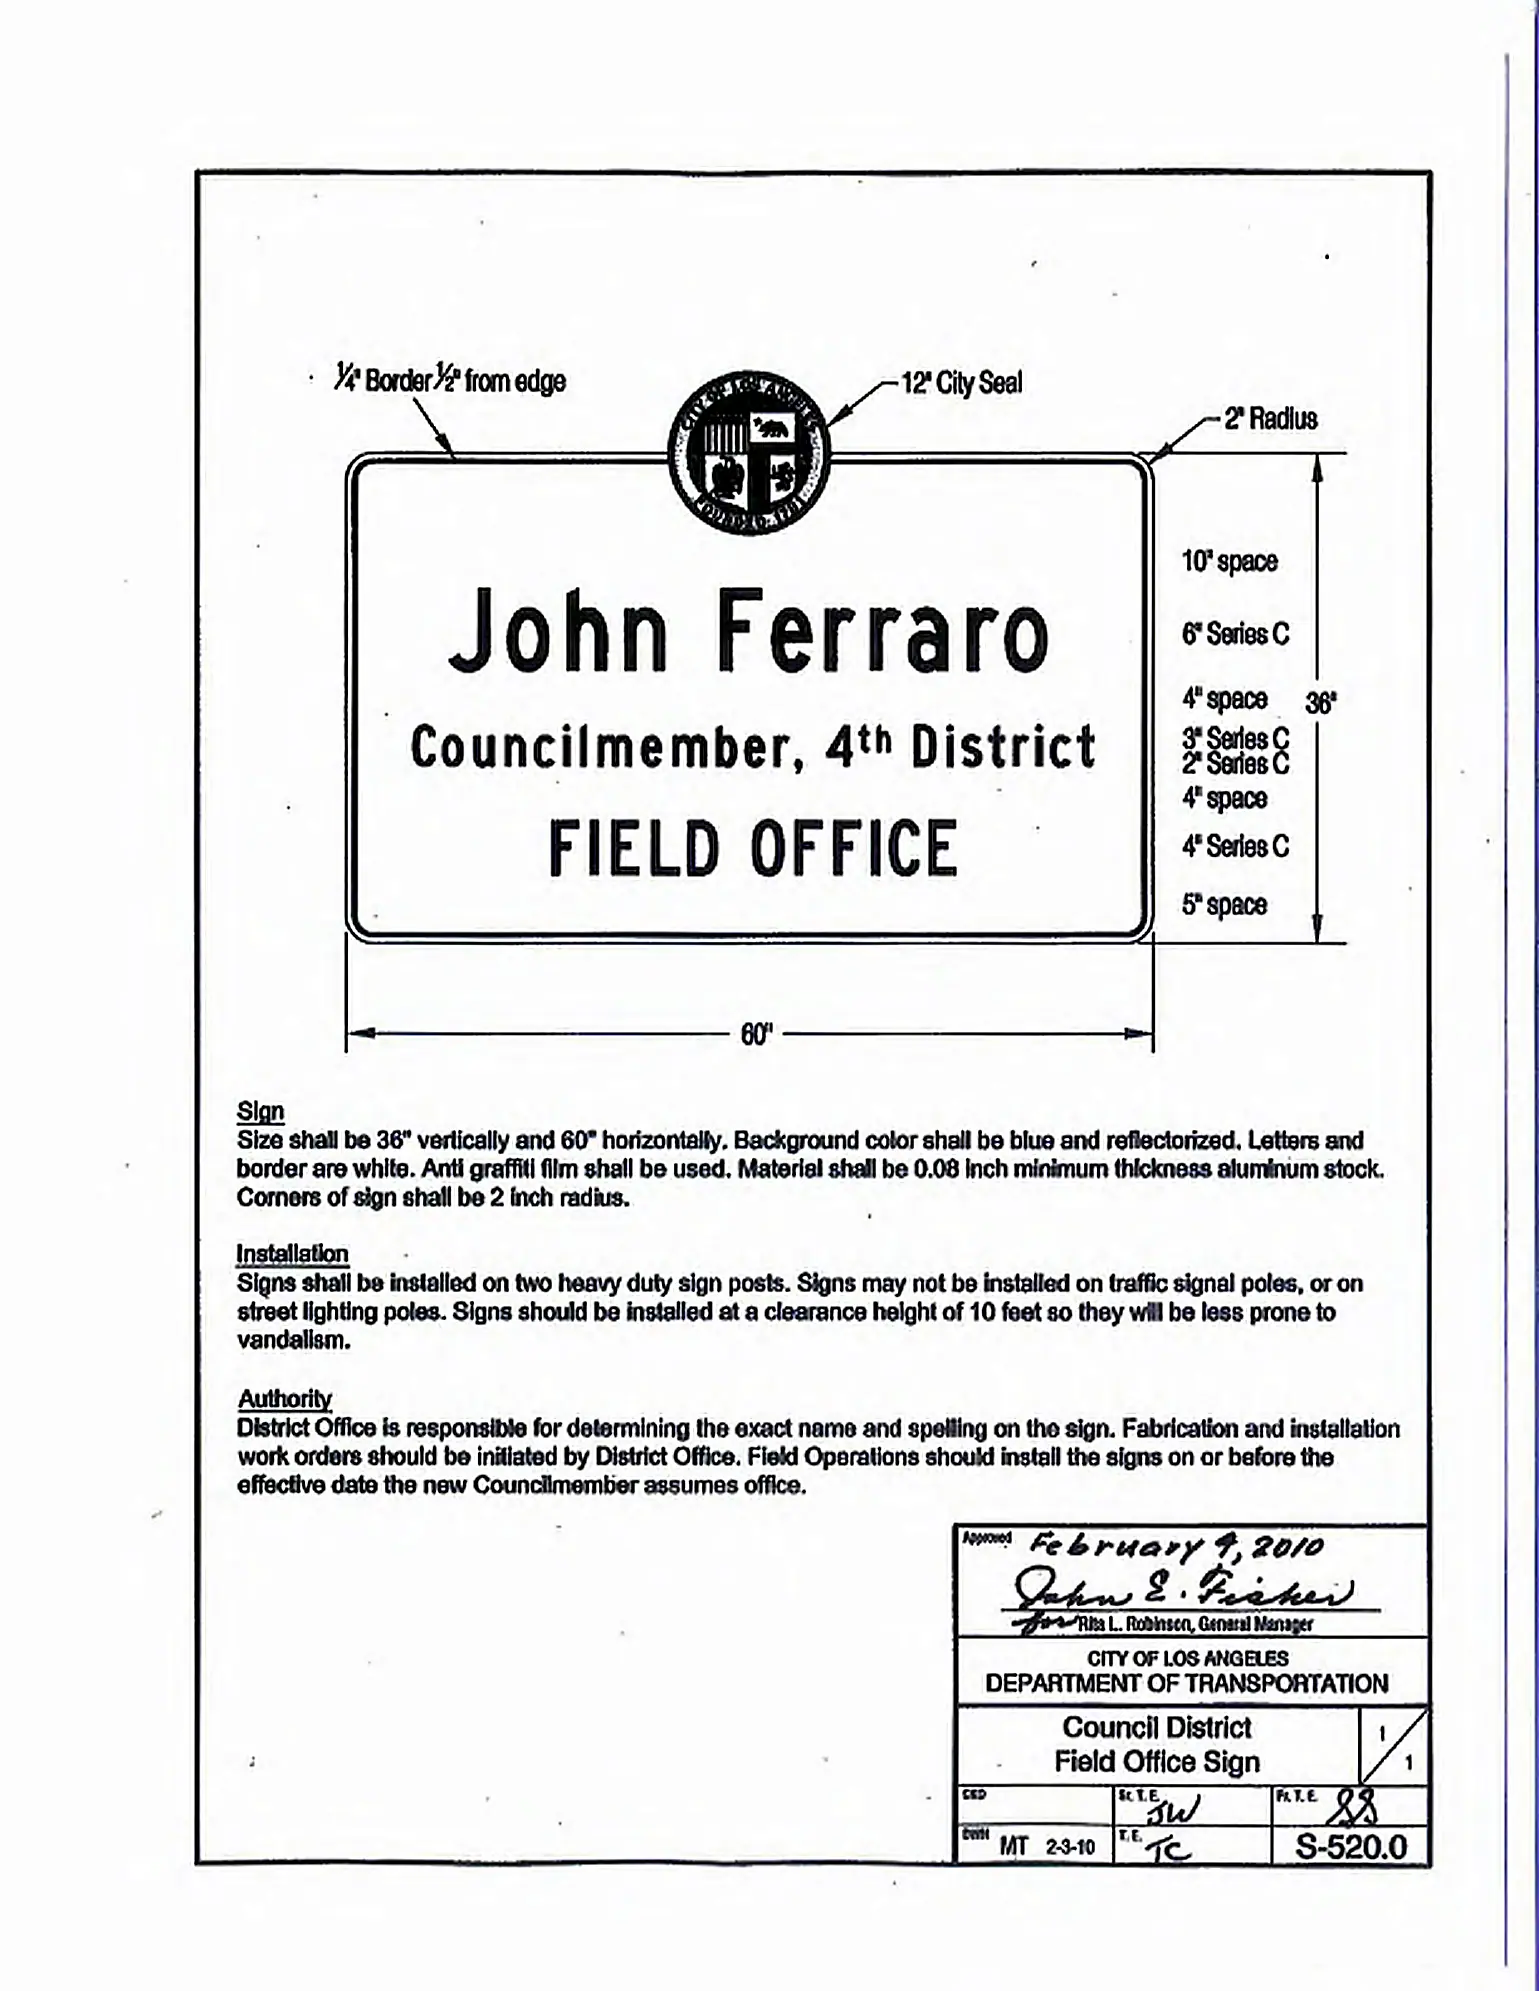 1/4" Border 1/2" from edge
12" City Seal
2" Radius
CITY OF LOS ANGELES
FOUNDED 1781
10" space
John Ferraro
6" Series C
4" space
36"
Councilmember, 4th District
3" Series C
2" Series C
4" space
FIELD OFFICE
4" Series C
5" space
60"
Sign
Size shall be 36" vertically and 60" horizontally. Background color shall be blue and reflectorized. Letters and
border are white. Anti graffiti film shall be used. Material shall be 0.08 inch minimum thickness aluminum stock.
Corners of sign shall be 2 inch radius.
Installation
Signs shall be installed on two heavy duty sign posts. Signs may not be installed on traffic signal poles, or on
street lighting poles. Signs should be installed at a clearance height of 10 feet so they will be less prone to
vandalism.
Authority
District Office is responsible for determining the exact name and spelling on the sign. Fabrication and installation
work orders should be initiated by District Office. Field Operations should install the signs on or before the
effective date the new Councilmember assumes office.
Approved February 9, 2010
John E. Fisher
for Rita L. Robinson, General Manager
CITY OF LOS ANGELES
DEPARTMENT OF TRANSPORTATION
Council District
Field Office Sign
1/1
Sr. T.E. JW
Pr. T.E. SS
DWN MT 2-3-10
T.E. TC
S-520.0